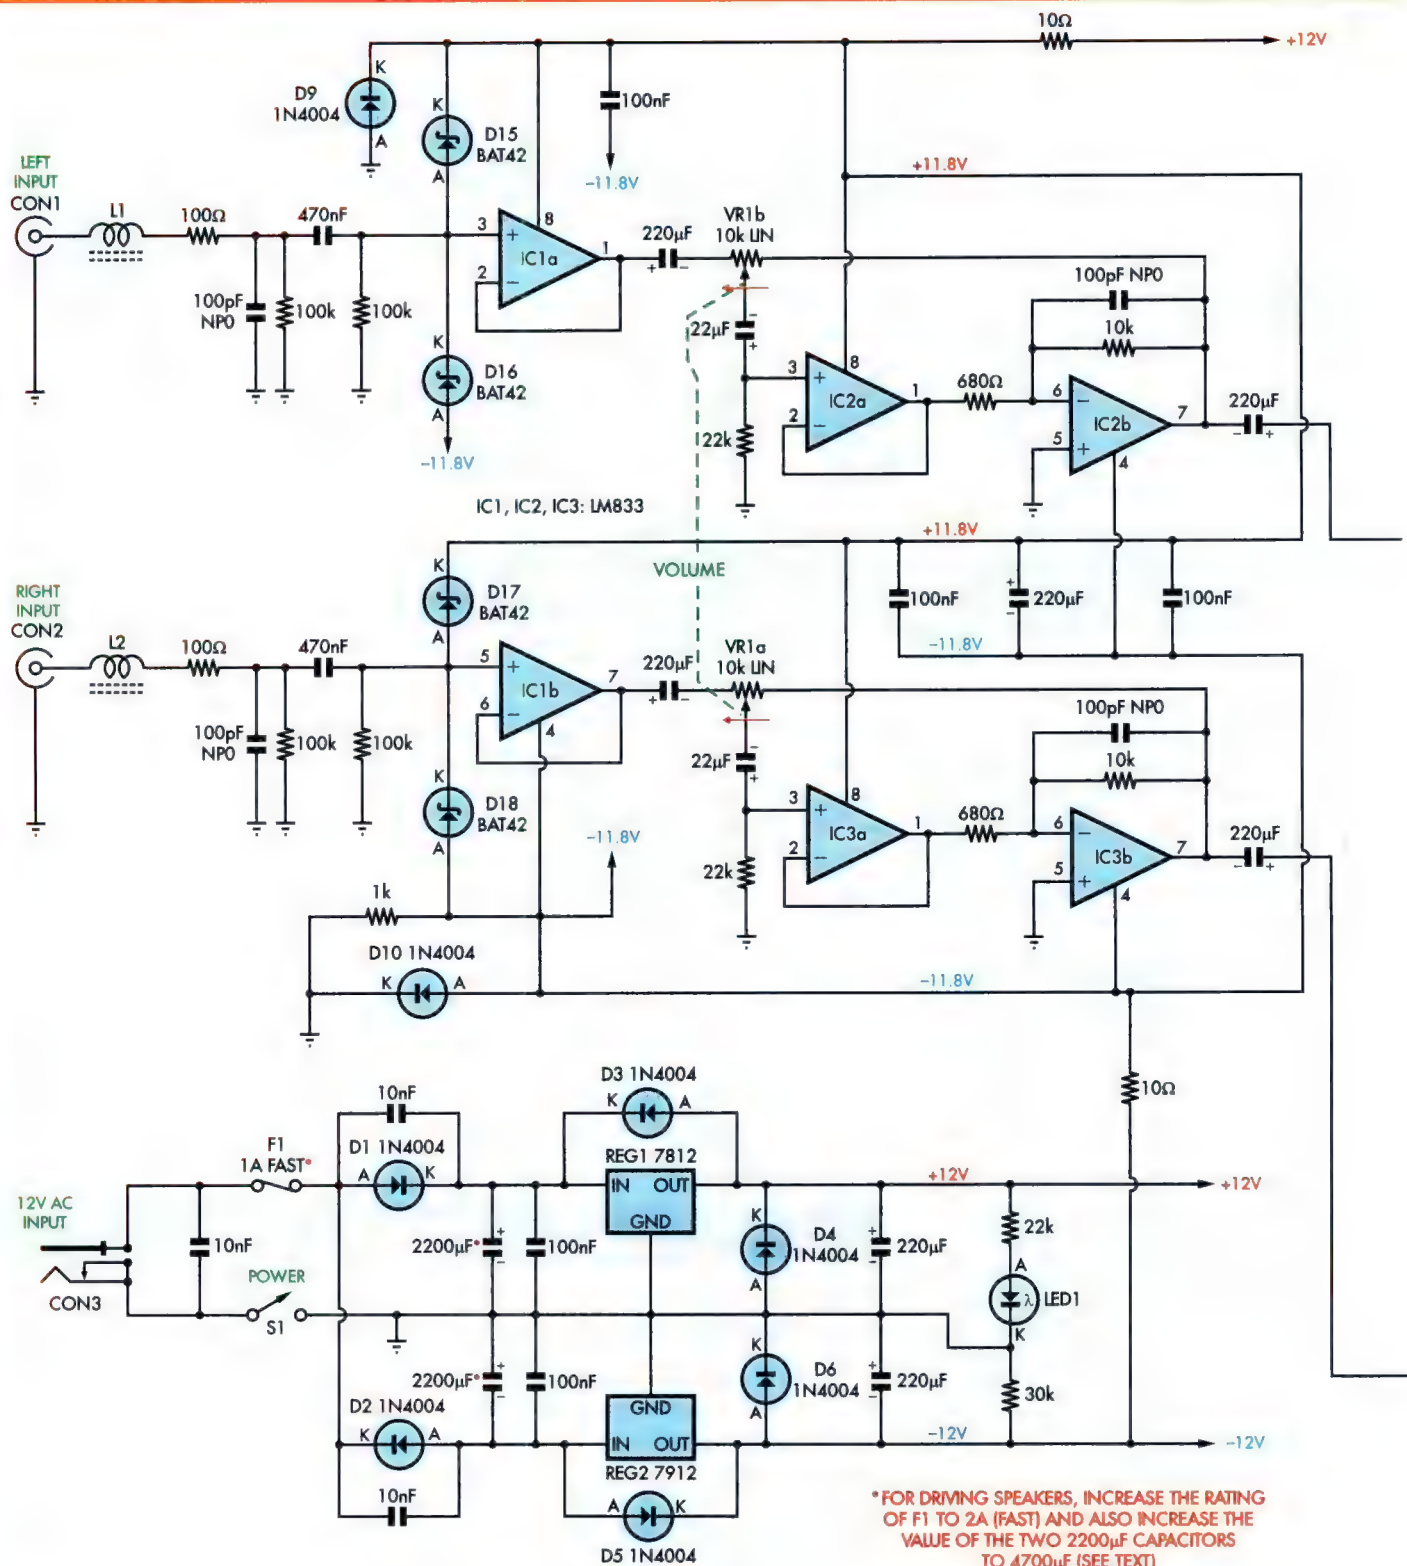 10Ω
+12V
K
D9
1N4004
A
K
D15
BAT42
A
100nF
-11.8V
+11.8V
LEFT
INPUT
CON1
L1
100Ω
470nF
3
+
8
IC1a
1
2
−
220µF
+ −
VR1b
10k LIN
100pF
NP0
100k
100k
−
22µF
+
100pF NP0
10k
K
D16
BAT42
A
-11.8V
3
+
8
IC2a
1
2
−
680Ω
6
−
IC2b
7
5
+
4
220µF
− +
22k
IC1, IC2, IC3: LM833
+11.8V
VOLUME
RIGHT
INPUT
CON2
L2
100Ω
470nF
K
D17
BAT42
A
5
+
IC1b
7
6
−
4
220µF
+ −
VR1a
10k LIN
100nF
+
220µF
−
100nF
-11.8V
100pF
NP0
100k
100k
K
D18
BAT42
A
−
22µF
+
100pF NP0
10k
-11.8V
3
+
8
IC3a
1
2
−
680Ω
6
−
IC3b
7
5
+
4
220µF
− +
22k
1k
D10 1N4004
K
A
-11.8V
10Ω
10nF
D3 1N4004
K
A
F1
1A FAST*
D1 1N4004
A
K
REG1 7812
IN OUT
GND
+12V
+12V
12V AC
INPUT
CON3
10nF
POWER
S1
2200µF*
+
−
100nF
K
D4
1N4004
A
+
220µF
−
22k
A
λ LED1
K
2200µF*
+
−
100nF
K
D6
1N4004
A
+
220µF
−
30k
D2 1N4004
K
A
GND
IN OUT
REG2 7912
-12V
-12V
10nF
A
K
D5 1N4004
*FOR DRIVING SPEAKERS, INCREASE THE RATING
OF F1 TO 2A (FAST) AND ALSO INCREASE THE
VALUE OF THE TWO 2200µF CAPACITORS
TO 4700µF (SEE TEXT)